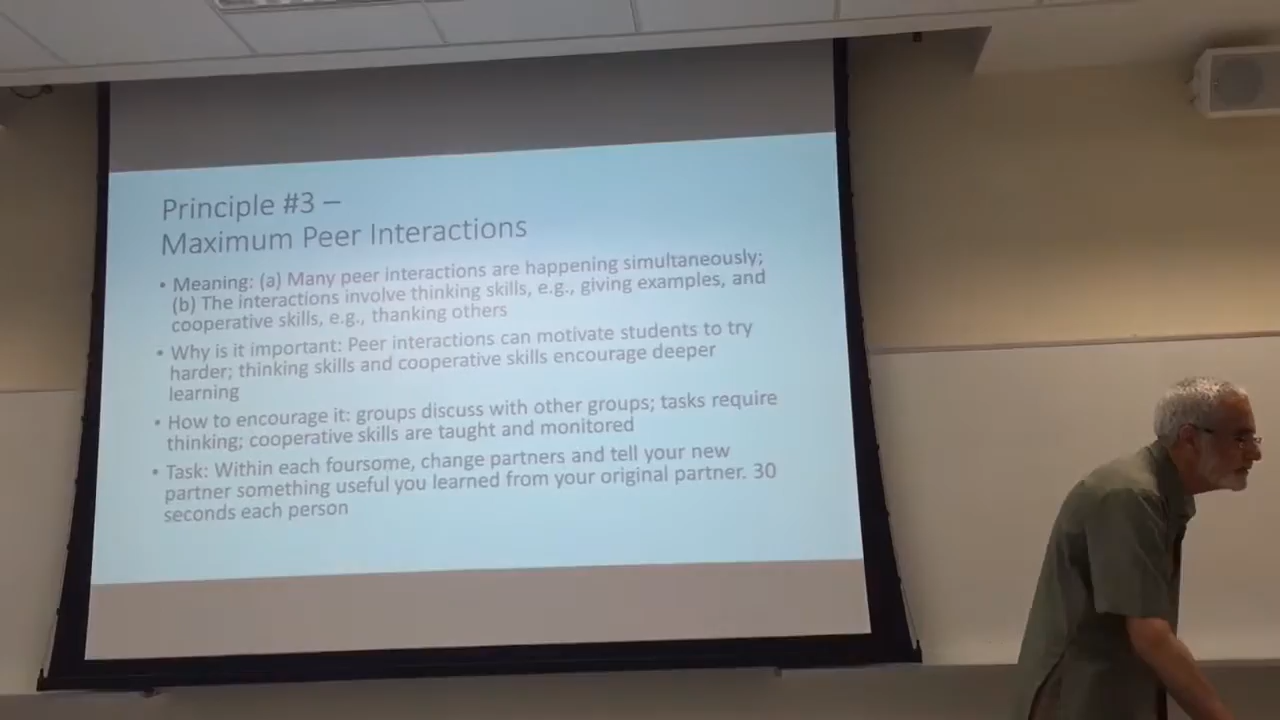 Principle #3 –
Maximum Peer Interactions
• Meaning: (a) Many peer interactions are happening simultaneously;
(b) The interactions involve thinking skills, e.g., giving examples, and
cooperative skills, e.g., thanking others
• Why is it important: Peer interactions can motivate students to try
harder; thinking skills and cooperative skills encourage deeper
learning
• How to encourage it: groups discuss with other groups; tasks require
thinking; cooperative skills are taught and monitored
• Task: Within each foursome, change partners and tell your new
partner something useful you learned from your original partner. 30
seconds each person